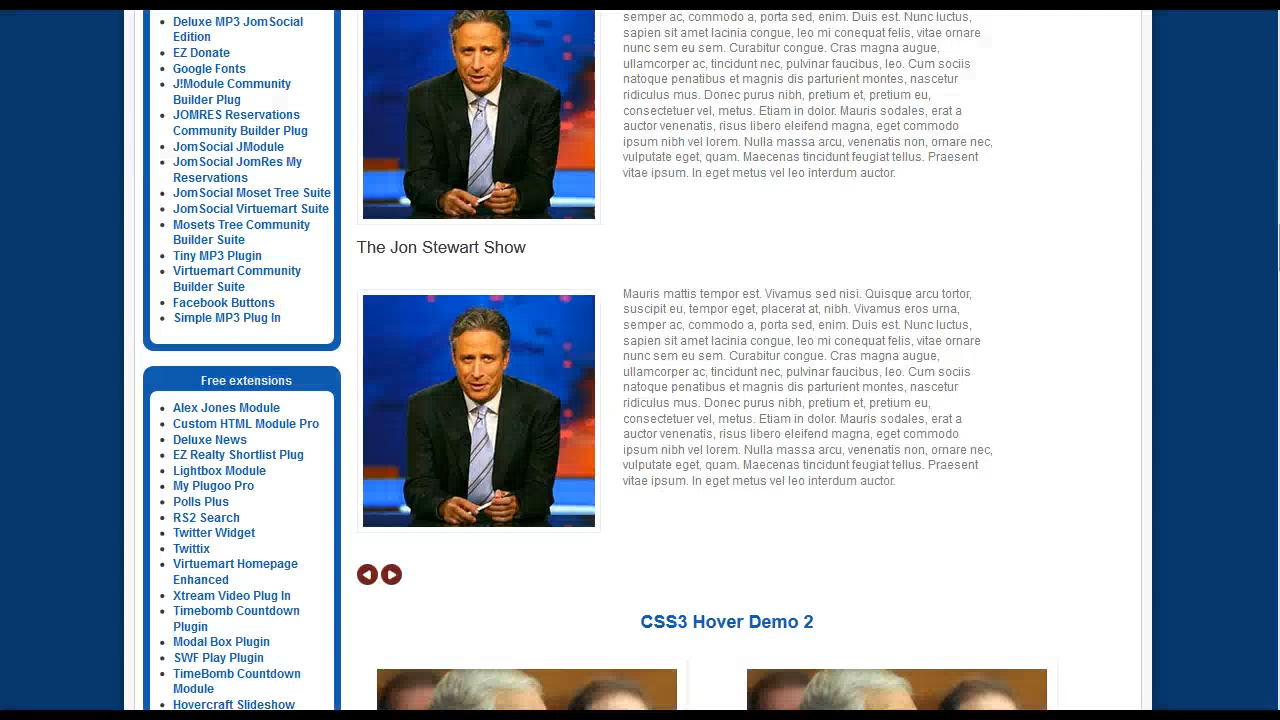 Deluxe MP3 JomSocial
Edition
EZ Donate
Google Fonts
J!Module Community
Builder Plug
JOMRES Reservations
Community Builder Plug
JomSocial JModule
JomSocial JomRes My
Reservations
JomSocial Moset Tree Suite
JomSocial Virtuemart Suite
Mosets Tree Community
Builder Suite
Tiny MP3 Plugin
Virtuemart Community
Builder Suite
Facebook Buttons
Simple MP3 Plug In
Free extensions
Alex Jones Module
Custom HTML Module Pro
Deluxe News
EZ Realty Shortlist Plug
Lightbox Module
My Plugoo Pro
Polls Plus
RS2 Search
Twitter Widget
Twittix
Virtuemart Homepage
Enhanced
Xtream Video Plug In
Timebomb Countdown
Plugin
Modal Box Plugin
SWF Play Plugin
TimeBomb Countdown
Module
Hovercraft Slideshow
semper ac, commodo a, porta sed, enim. Duis est. Nunc luctus,
sapien sit amet lacinia congue, leo mi conequat felis, vitae ornare
nunc sem eu sem. Curabitur congue. Cras magna augue,
ullamcorper ac, tincidunt nec, pulvinar faucibus, leo. Cum sociis
natoque penatibus et magnis dis parturient montes, nascetur
ridiculus mus. Donec purus nibh, pretium et, pretium eu,
consectetuer vel, metus. Etiam in dolor. Mauris sodales, erat a
auctor venenatis, risus libero eleifend magna, eget commodo
ipsum nibh vel lorem. Nulla massa arcu, venenatis non, ornare nec,
vulputate eget, quam. Maecenas tincidunt feugiat tellus. Praesent
vitae ipsum. In eget metus vel leo interdum auctor.
The Jon Stewart Show
Mauris mattis tempor est. Vivamus sed nisi. Quisque arcu tortor,
suscipit eu, tempor eget, placerat at, nibh. Vivamus eros urna,
semper ac, commodo a, porta sed, enim. Duis est. Nunc luctus,
sapien sit amet lacinia congue, leo mi conequat felis, vitae ornare
nunc sem eu sem. Curabitur congue. Cras magna augue,
ullamcorper ac, tincidunt nec, pulvinar faucibus, leo. Cum sociis
natoque penatibus et magnis dis parturient montes, nascetur
ridiculus mus. Donec purus nibh, pretium et, pretium eu,
consectetuer vel, metus. Etiam in dolor. Mauris sodales, erat a
auctor venenatis, risus libero eleifend magna, eget commodo
ipsum nibh vel lorem. Nulla massa arcu, venenatis non, ornare nec,
vulputate eget, quam. Maecenas tincidunt feugiat tellus. Praesent
vitae ipsum. In eget metus vel leo interdum auctor.
CSS3 Hover Demo 2